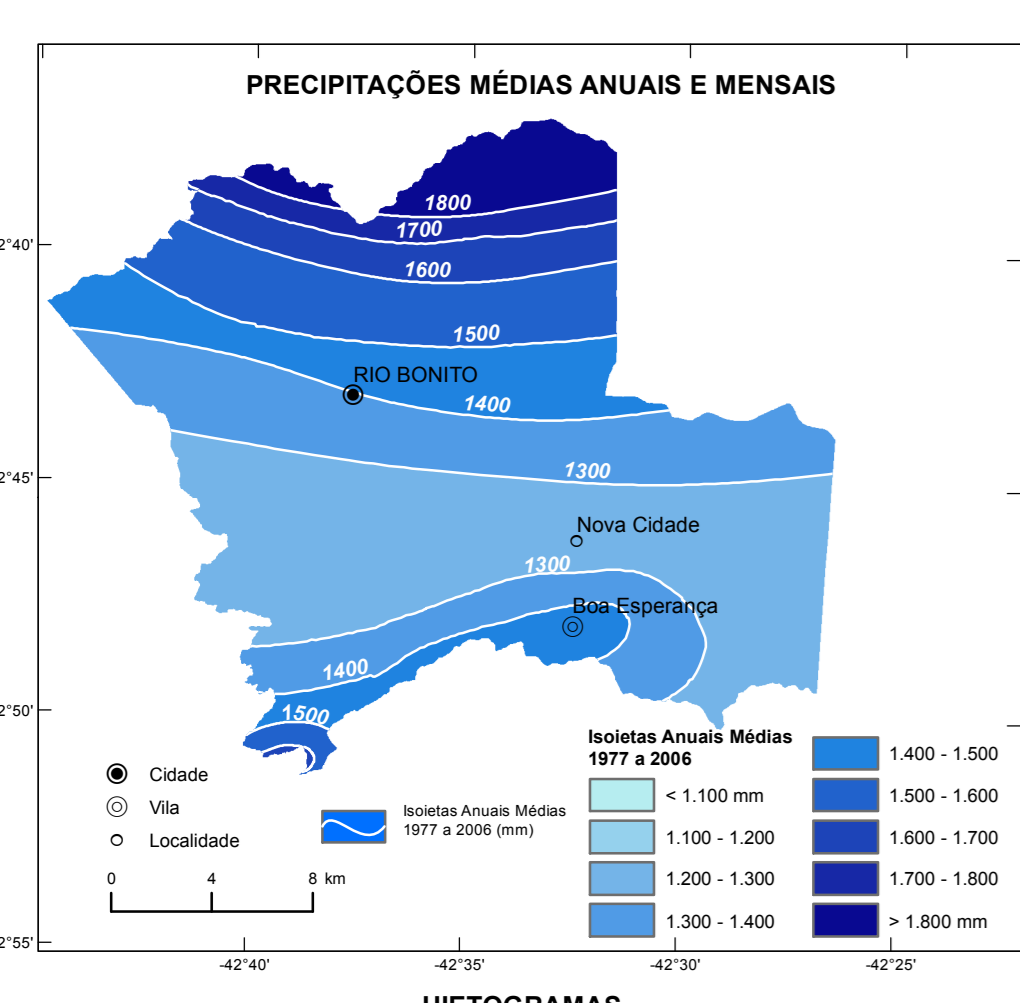 PRECIPITAÇÕES MÉDIAS ANUAIS E MENSAIS
1800
1700
2°40'
1600
1500
RIO BONITO
1400
1300
2°45'
Nova Cidade
1300
Boa Esperança
1400
2°50'
1500
Isoietas Anuais Médias
1977 a 2006
< 1.100 mm
1.100 - 1.200
1.200 - 1.300
1.300 - 1.400
1.400 - 1.500
1.500 - 1.600
1.600 - 1.700
1.700 - 1.800
> 1.800 mm
Cidade
Vila
Localidade
Isoietas Anuais Médias
1977 a 2006 (mm)
0 4 8 km
2°55'
-42°40' -42°35' -42°30' -42°25'
HIETOGRAMAS